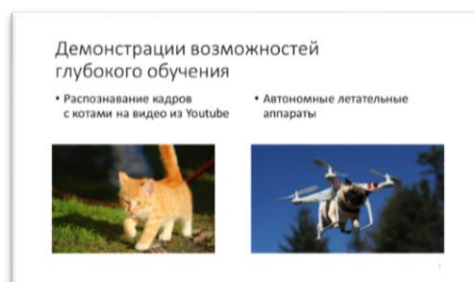 Демонстрации возможностей
глубокого обучения
• Распознавание кадров
с котами на видео из Youtube
• Автономные летательные
аппараты